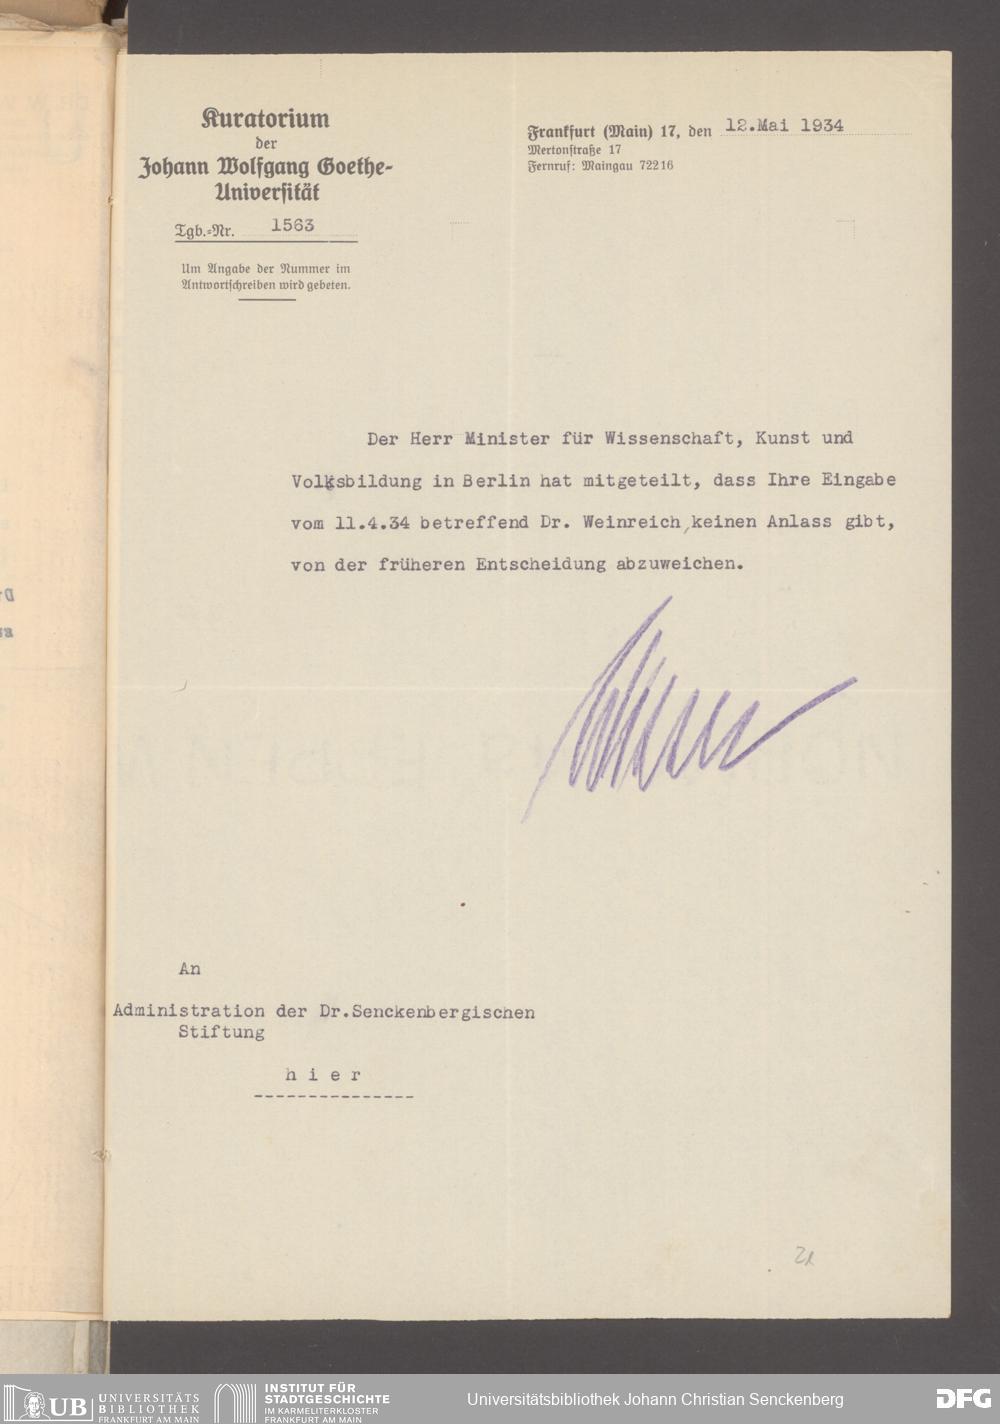 Kuratorium
der
Johann Wolfgang Goethe-
Universität
Tgb.-Nr. 1563
Um Angabe der Nummer im
Antwortschreiben wird gebeten.
Frankfurt (Main) 17, den 12.Mai 1934
Mertonstraße 17
Fernruf: Maingau 72216
Der Herr Minister für Wissenschaft, Kunst und
Volksbildung in Berlin hat mitgeteilt, dass Ihre Eingabe
vom 11.4.34 betreffend Dr. Weinreich, keinen Anlass gibt,
von der früheren Entscheidung abzuweichen.
An
Administration der Dr.Senckenbergischen
Stiftung
h i e r
UB UNIVERSITÄTS
BIBLIOTHEK
FRANKFURT AM MAIN
INSTITUT FÜR
STADTGESCHICHTE
IM KARMELITERKLOSTER
FRANKFURT AM MAIN
Universitätsbibliothek Johann Christian Senckenberg
DFG